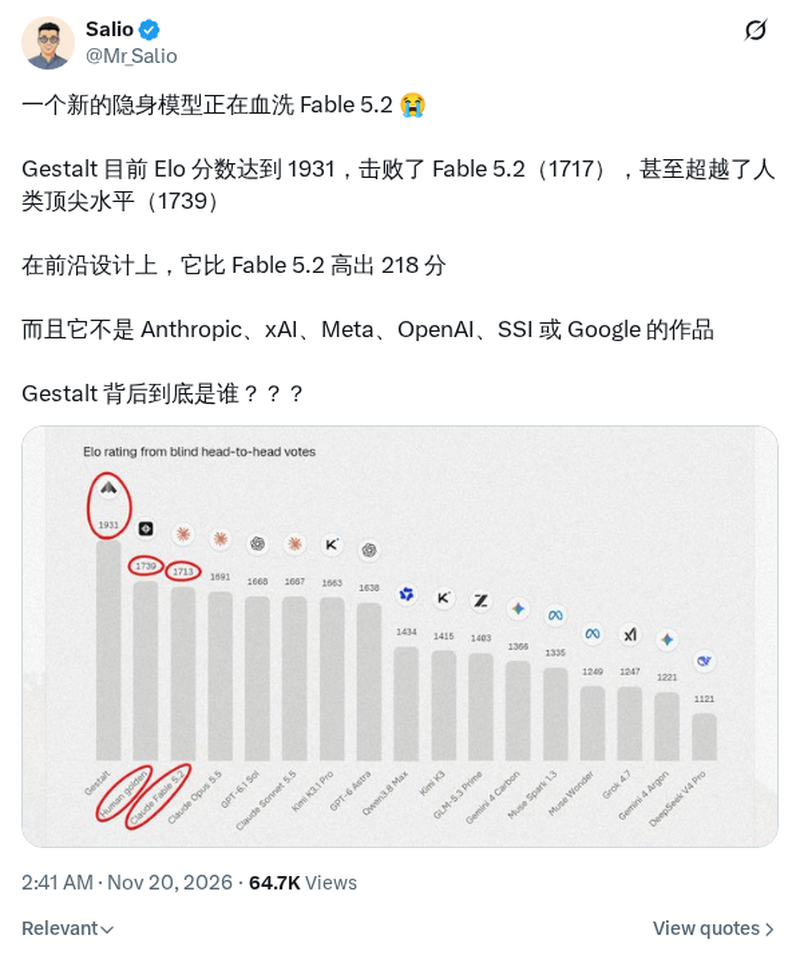 Salio
@Mr_Salio
一个新的隐身模型正在血洗 Fable 5.2 😭
Gestalt 目前 Elo 分数达到 1931，击败了 Fable 5.2（1717），甚至超越了人
类顶尖水平（1739）
在前沿设计上，它比 Fable 5.2 高出 218 分
而且它不是 Anthropic、xAI、Meta、OpenAI、SSI 或 Google 的作品
Gestalt 背后到底是谁？？？
Elo rating from blind head-to-head votes
1931
1739
1713
1691
1668
1667
1663
1638
1434
1415
1403
1366
1335
1249
1247
1221
1121
Gestalt
Human golden
Claude Fable 5.2
Claude Opus 5.5
GPT-6.1 Sol
Claude Sonnet 5.5
Kimi K3.1 Pro
GPT-6 Astra
Qwen3.8 Max
Kimi K3
GLM-5.3 Prime
Gemini 4 Carbon
Muse Spark 1.3
Muse Wonder
Grok 4.7
Gemini 4 Argon
DeepSeek V4 Pro
2:41 AM · Nov 20, 2026 · 64.7K Views
Relevant
View quotes